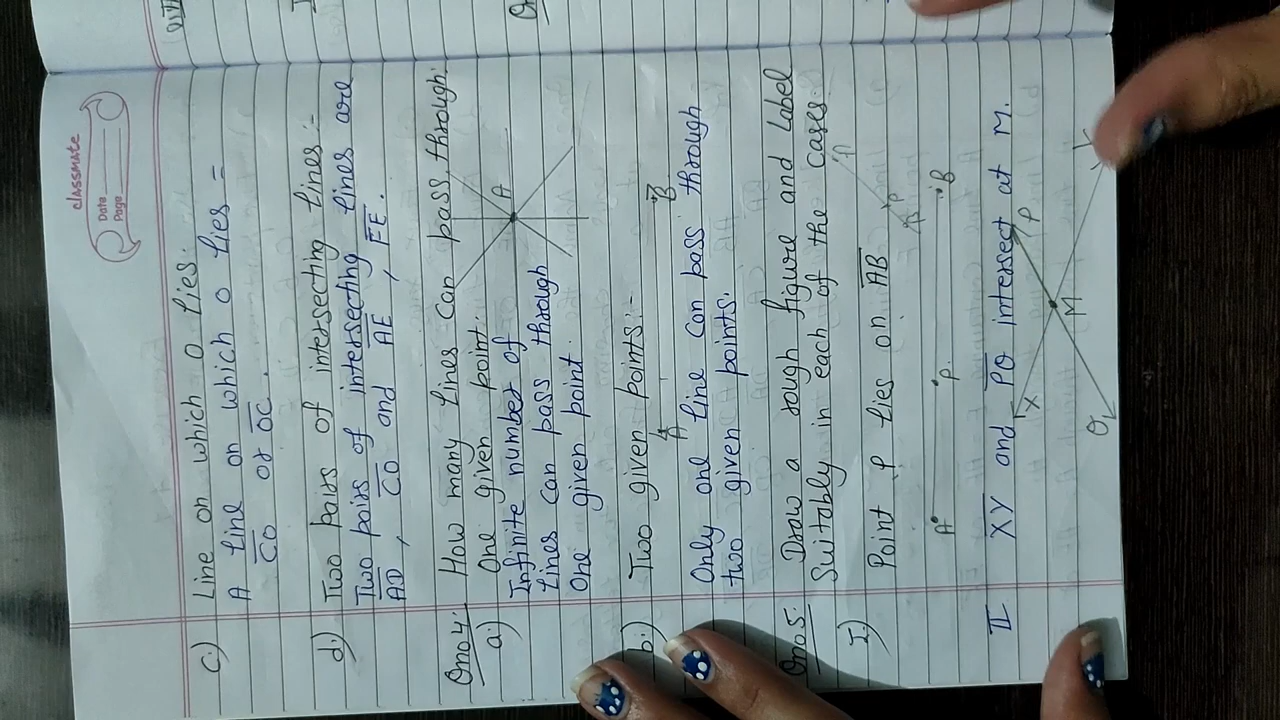 classmate
Date
Page
c) Line on which O lies.
A line on which O lies =
CO or OC.
d) Two pairs of intersecting lines:-
Two pairs of intersecting lines are
AD, CO and AE, FE.
Qno4: How many lines can pass through.
a) One given point.
Infinite number of
Lines can pass through
One given point.
A
b.) Two given points:-
A B
Only one line can pass through
two given points.
Qno5: Draw a rough figure and Label
Suitably in each of the cases.
I) Point P lies on AB
A P. B
II XY and PQ intersect at M.
X P
M
Q